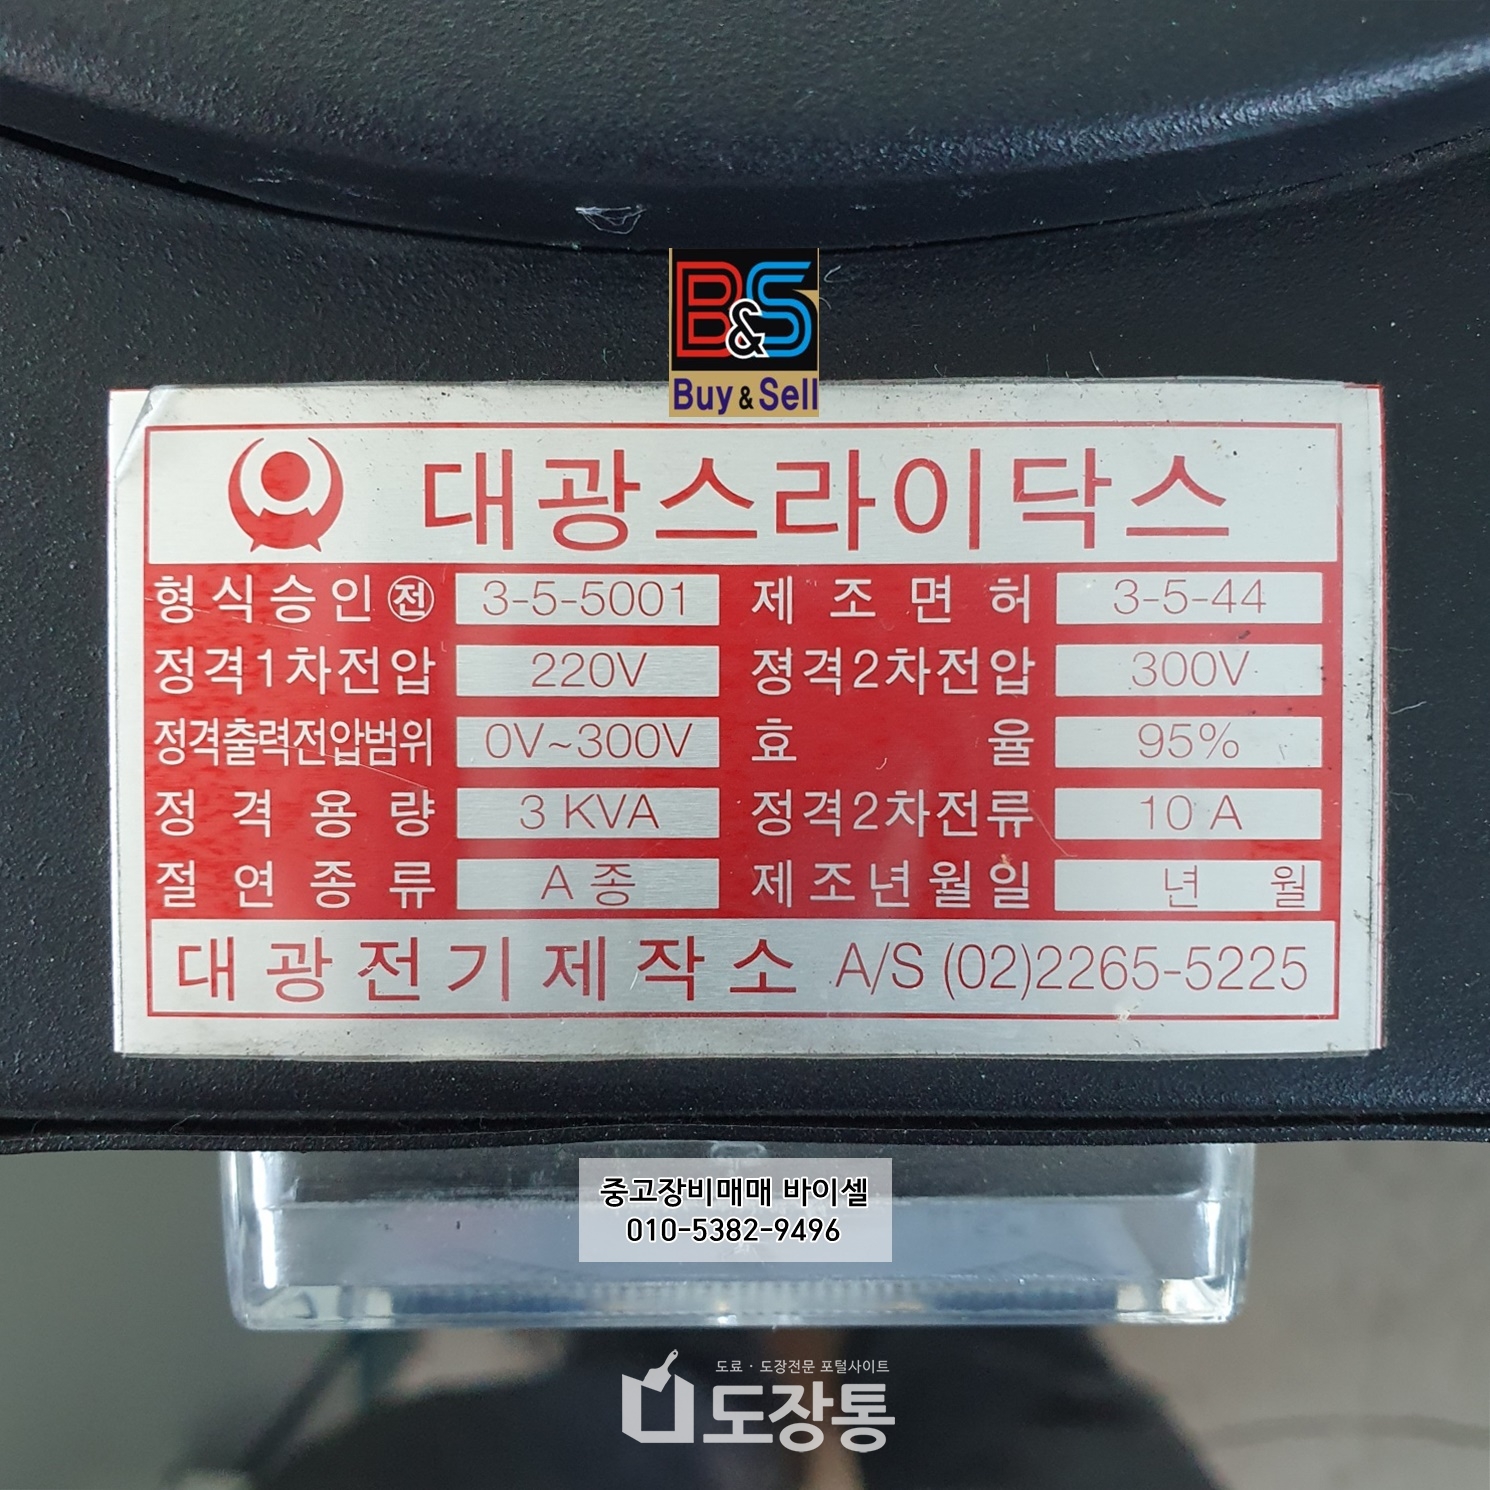 B&S
Buy & Sell
대광스라이닥스
형식승인 ㉠ 3-5-5001 제조면허 3-5-44
정격1차전압 220V 정격2차전압 300V
정격출력전압범위 0V~300V 효율 95%
정격용량 3 KVA 정격2차전류 10 A
절연종류 A 종 제조년월일 년 월
대광전기제작소 A/S (02)2265-5225
중고장비매매 바이셀
010-5382-9496
도료 · 도장전문 포털사이트
도장통